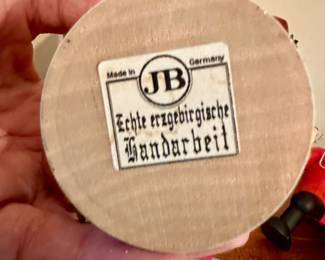 Made in JB Germany
Echte erzgebirgische
Handarbeit